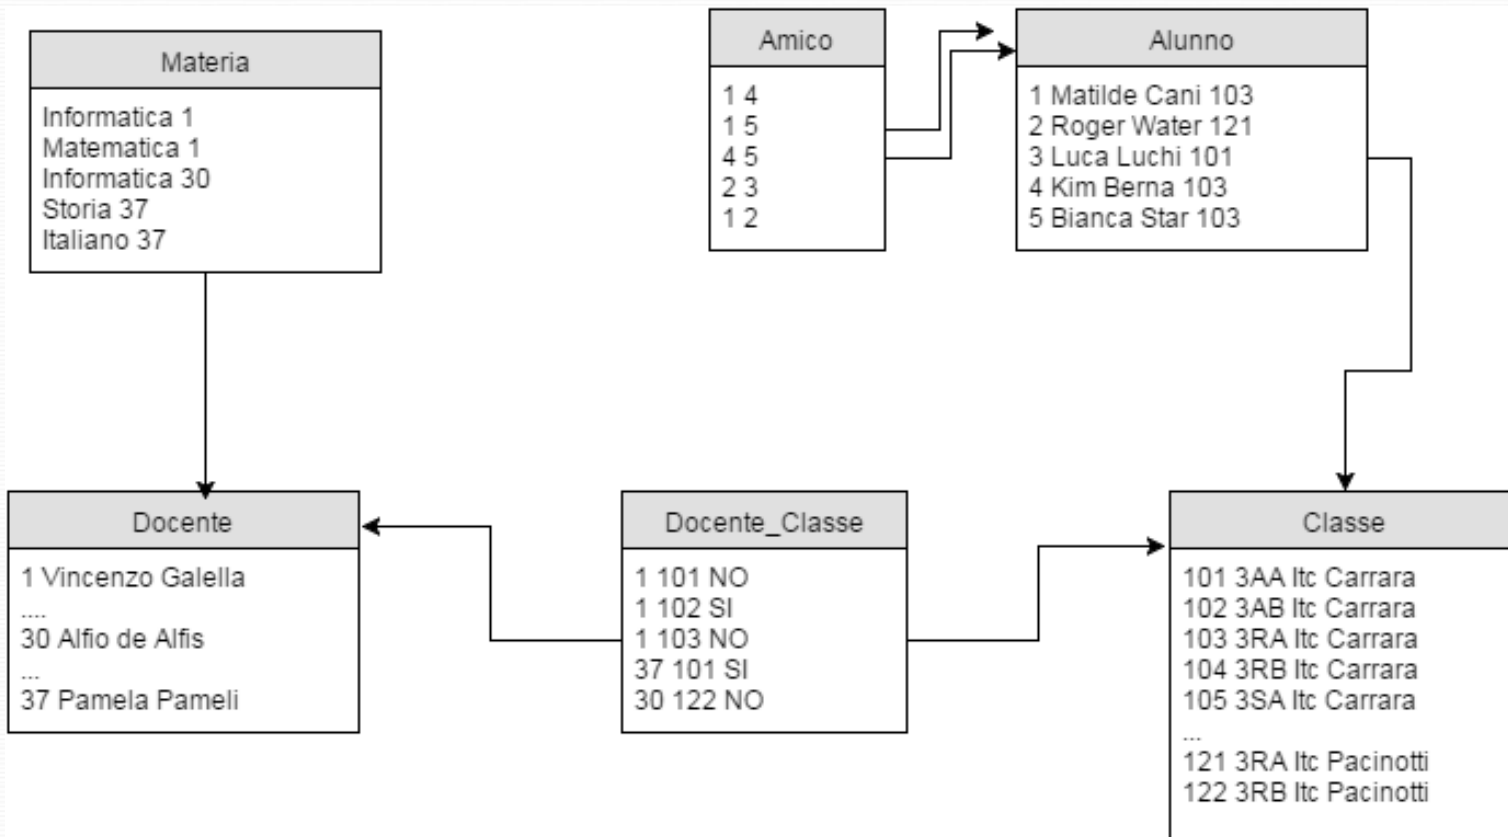 Materia
Informatica 1
Matematica 1
Informatica 30
Storia 37
Italiano 37
Amico
1 4
1 5
4 5
2 3
1 2
Alunno
1 Matilde Cani 103
2 Roger Water 121
3 Luca Luchi 101
4 Kim Berna 103
5 Bianca Star 103
Docente
1 Vincenzo Galella
....
30 Alfio de Alfis
...
37 Pamela Pameli
Docente_Classe
1 101 NO
1 102 SI
1 103 NO
37 101 SI
30 122 NO
Classe
101 3AA Itc Carrara
102 3AB Itc Carrara
103 3RA Itc Carrara
104 3RB Itc Carrara
105 3SA Itc Carrara
...
121 3RA Itc Pacinotti
122 3RB Itc Pacinotti